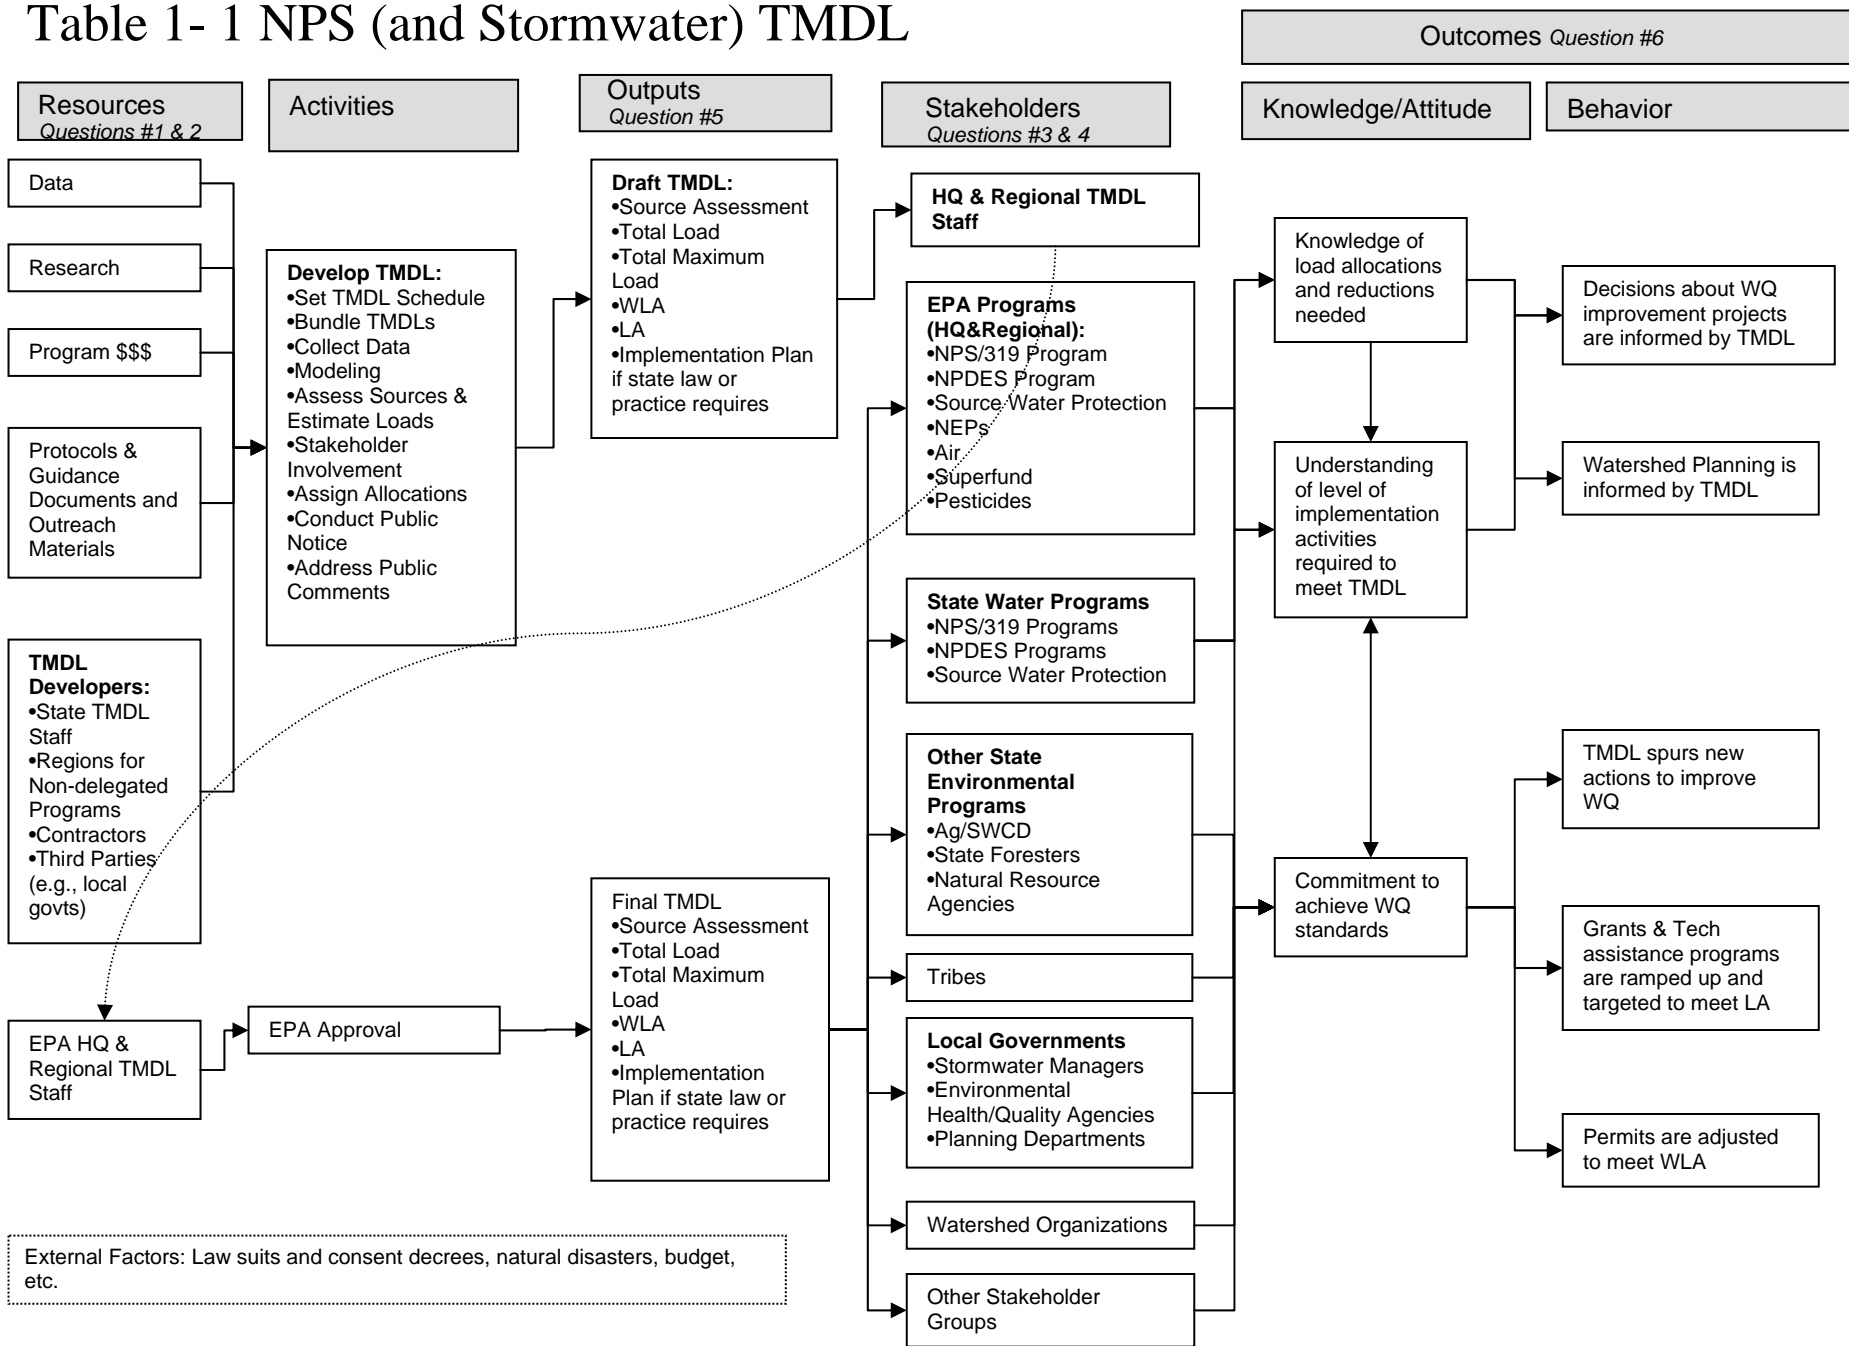 Table 1- 1 NPS (and Stormwater) TMDL
Outcomes Question #6
Resources
Questions #1 & 2
Activities
Outputs
Question #5
Stakeholders
Questions #3 & 4
Knowledge/Attitude
Behavior
Data
Research
Program $$$
Protocols &
Guidance
Documents and
Outreach
Materials
TMDL
Developers:
•State TMDL
Staff
•Regions for
Non-delegated
Programs
•Contractors
•Third Parties
(e.g., local
govts)
EPA HQ &
Regional TMDL
Staff
Develop TMDL:
•Set TMDL Schedule
•Bundle TMDLs
•Collect Data
•Modeling
•Assess Sources &
Estimate Loads
•Stakeholder
Involvement
•Assign Allocations
•Conduct Public
Notice
•Address Public
Comments
EPA Approval
Draft TMDL:
•Source Assessment
•Total Load
•Total Maximum
Load
•WLA
•LA
•Implementation Plan
if state law or
practice requires
Final TMDL
•Source Assessment
•Total Load
•Total Maximum
Load
•WLA
•LA
•Implementation
Plan if state law or
practice requires
HQ & Regional TMDL
Staff
EPA Programs
(HQ&Regional):
•NPS/319 Program
•NPDES Program
•Source Water Protection
•NEPs
•Air
•Superfund
•Pesticides
State Water Programs
•NPS/319 Programs
•NPDES Programs
•Source Water Protection
Other State
Environmental
Programs
•Ag/SWCD
•State Foresters
•Natural Resource
Agencies
Tribes
Local Governments
•Stormwater Managers
•Environmental
Health/Quality Agencies
•Planning Departments
Watershed Organizations
Other Stakeholder
Groups
Knowledge of
load allocations
and reductions
needed
Understanding
of level of
implementation
activities
required to
meet TMDL
Commitment to
achieve WQ
standards
Decisions about WQ
improvement projects
are informed by TMDL
Watershed Planning is
informed by TMDL
TMDL spurs new
actions to improve
WQ
Grants & Tech
assistance programs
are ramped up and
targeted to meet LA
Permits are adjusted
to meet WLA
External Factors: Law suits and consent decrees, natural disasters, budget,
etc.